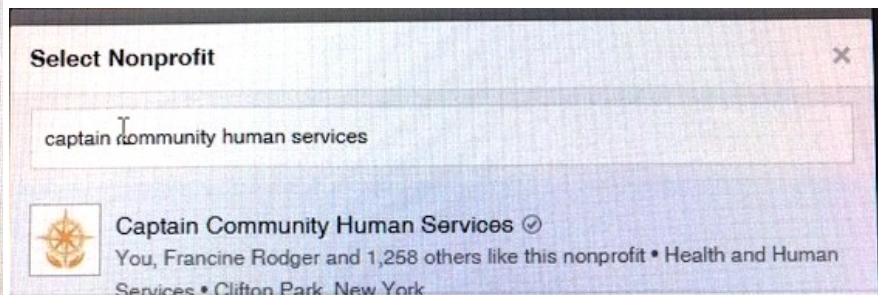 Select Nonprofit
captain community human services
Captain Community Human Services
You, Francine Rodger and 1,258 others like this nonprofit • Health and Human
Services • Clifton Park, New York